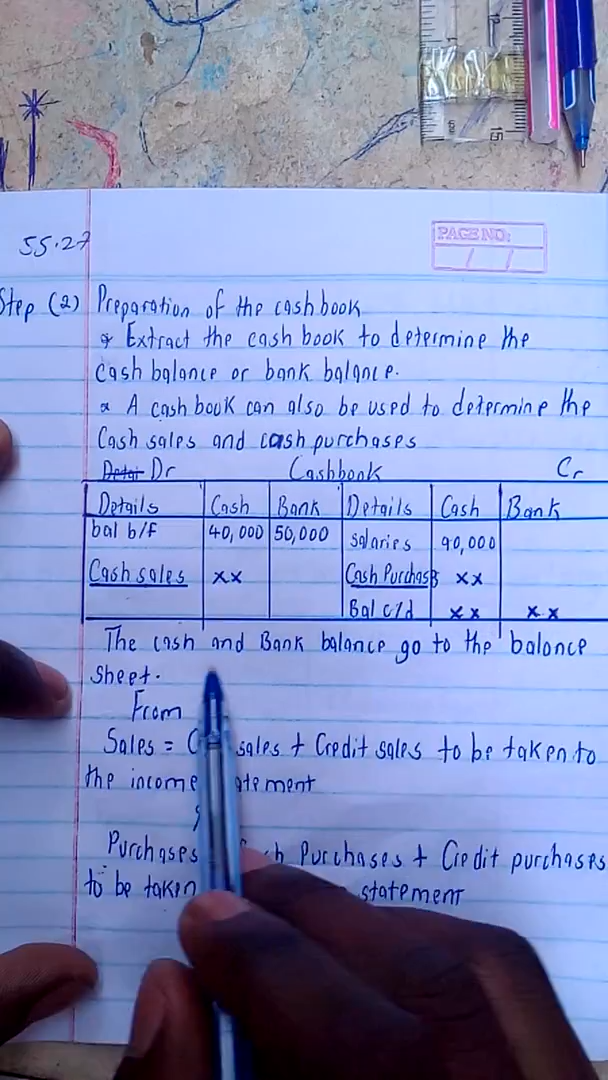 55.27
PAGE NO:
/ /
Step (2) Preparation of the cashbook
* Extract the cash book to determine the
cash balance or bank balance.
* A cashbook can also be used to determine the
Cash sales and cash purchases
Dr Cashbook Cr
Details Cash Bank Details Cash Bank
bal b/f 40,000 50,000 salaries 90,000
Cash sales xx Cash Purchases xx
Bal c/d xx xx
The cash and Bank balance go to the balance
sheet.
From
Sales = sales + Credit sales to be taken to
the income
Purchases Purchases + Credit purchases
to be taken statement